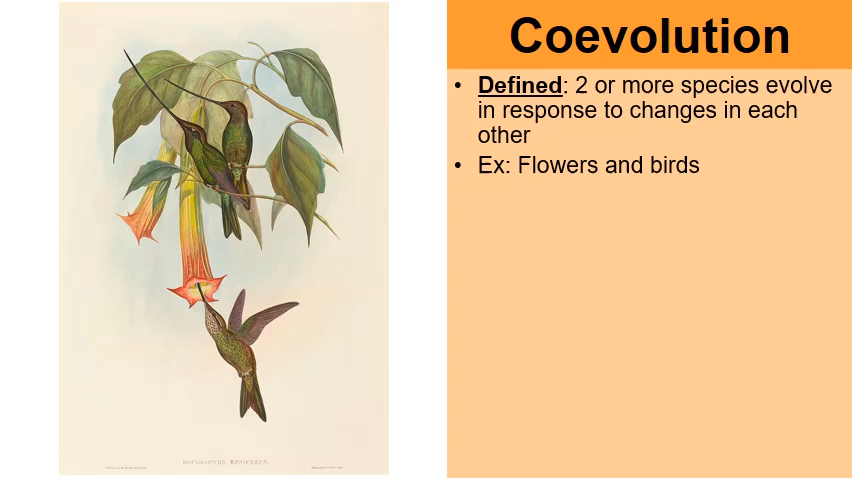 Coevolution
• Defined: 2 or more species evolve
in response to changes in each
other
• Ex: Flowers and birds